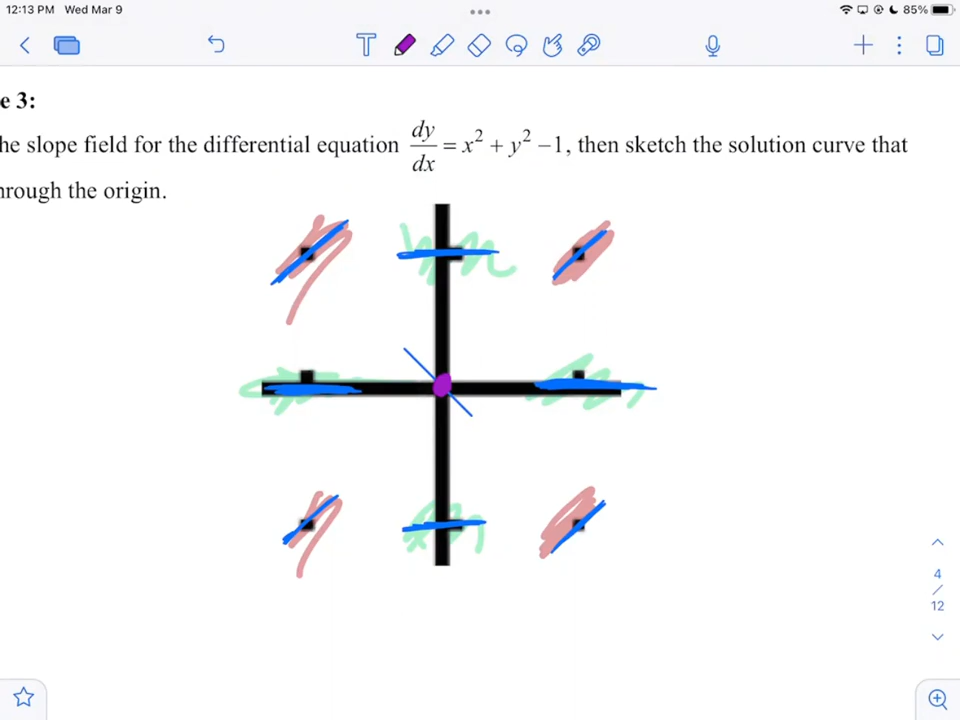 12:13 PM Wed Mar 9
85%
e 3:
he slope field for the differential equation dy/dx = x² + y² − 1, then sketch the solution curve that
hrough the origin.
4
/
12